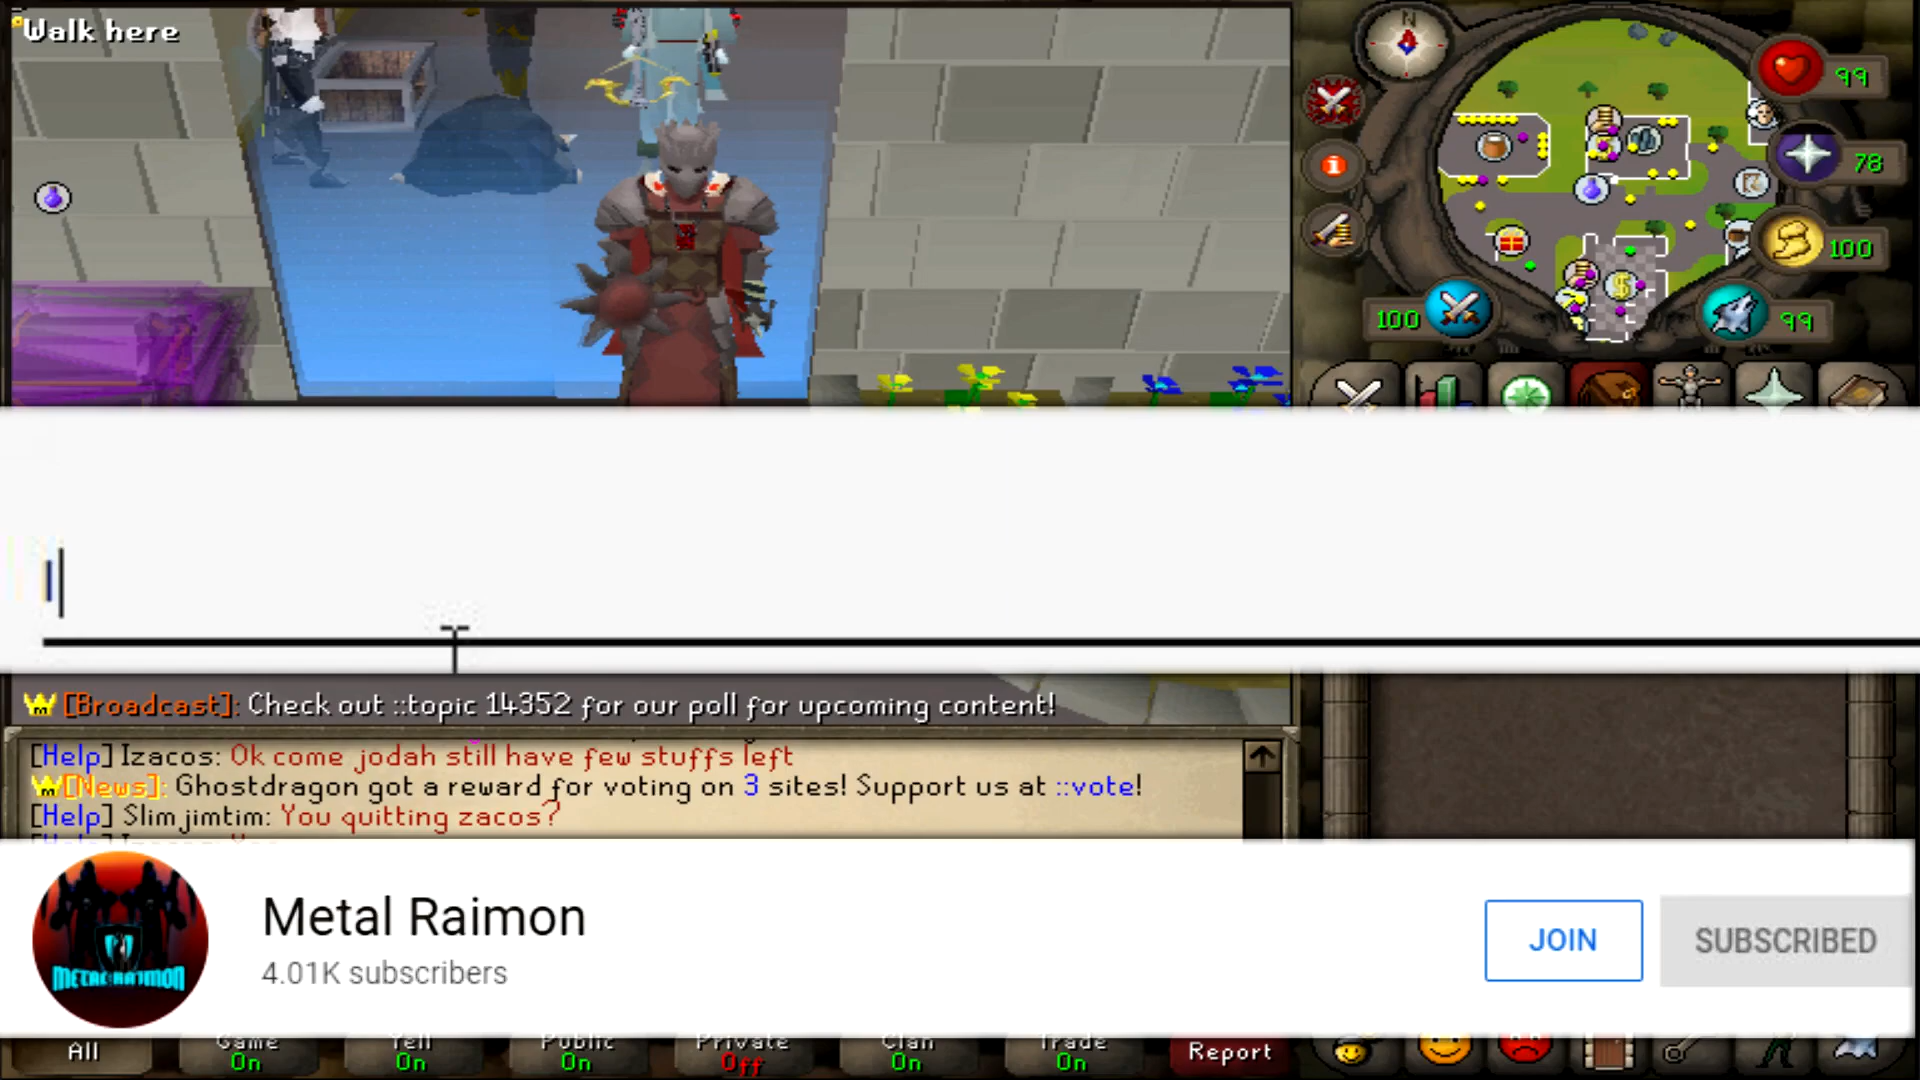 Walk here
N
99
78
100
100
99
I
[Broadcast]: Check out ::topic 14352 for our poll for upcoming content!
[Help] Izacos: Ok come jodah still have few stuffs left
[News]: Ghostdragon got a reward for voting on 3 sites! Support us at ::vote!
[Help] Slimjimtim: You quitting zacos?
METAL RAIMON
Metal Raimon
4.01K subscribers
JOIN
SUBSCRIBED
All
Game
On
Yell
On
Public
On
Private
Off
Clan
On
Trade
On
Report